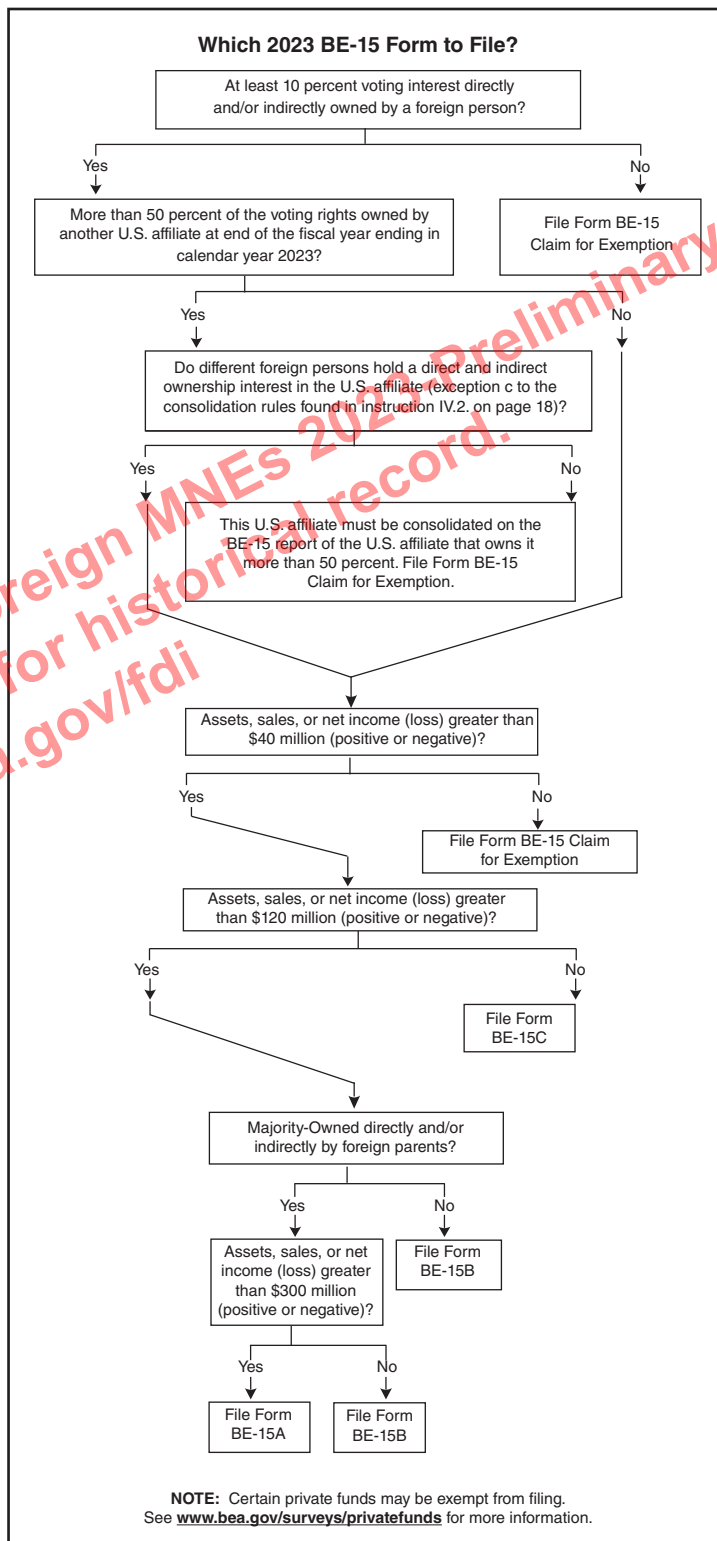 Which 2023 BE-15 Form to File?
At least 10 percent voting interest directly
and/or indirectly owned by a foreign person?
Yes
No
More than 50 percent of the voting rights owned by
another U.S. affiliate at end of the fiscal year ending in
calendar year 2023?
File Form BE-15
Claim for Exemption
Yes
No
Do different foreign persons hold a direct and indirect
ownership interest in the U.S. affiliate (exception c to the
consolidation rules found in instruction IV.2. on page 18)?
Yes
No
This U.S. affiliate must be consolidated on the
BE-15 report of the U.S. affiliate that owns it
more than 50 percent. File Form BE-15
Claim for Exemption.
Assets, sales, or net income (loss) greater than
$40 million (positive or negative)?
Yes
No
File Form BE-15 Claim
for Exemption
Assets, sales, or net income (loss) greater
than $120 million (positive or negative)?
Yes
No
File Form
BE-15C
Majority-Owned directly and/or
indirectly by foreign parents?
Yes
No
Assets, sales, or net
income (loss) greater
than $300 million
(positive or negative)?
File Form
BE-15B
Yes
No
File Form
BE-15A
File Form
BE-15B
NOTE: Certain private funds may be exempt from filing.
See www.bea.gov/surveys/privatefunds for more information.
oreign MNEs 2023-Preliminary
for historical record.
a.gov/fdi